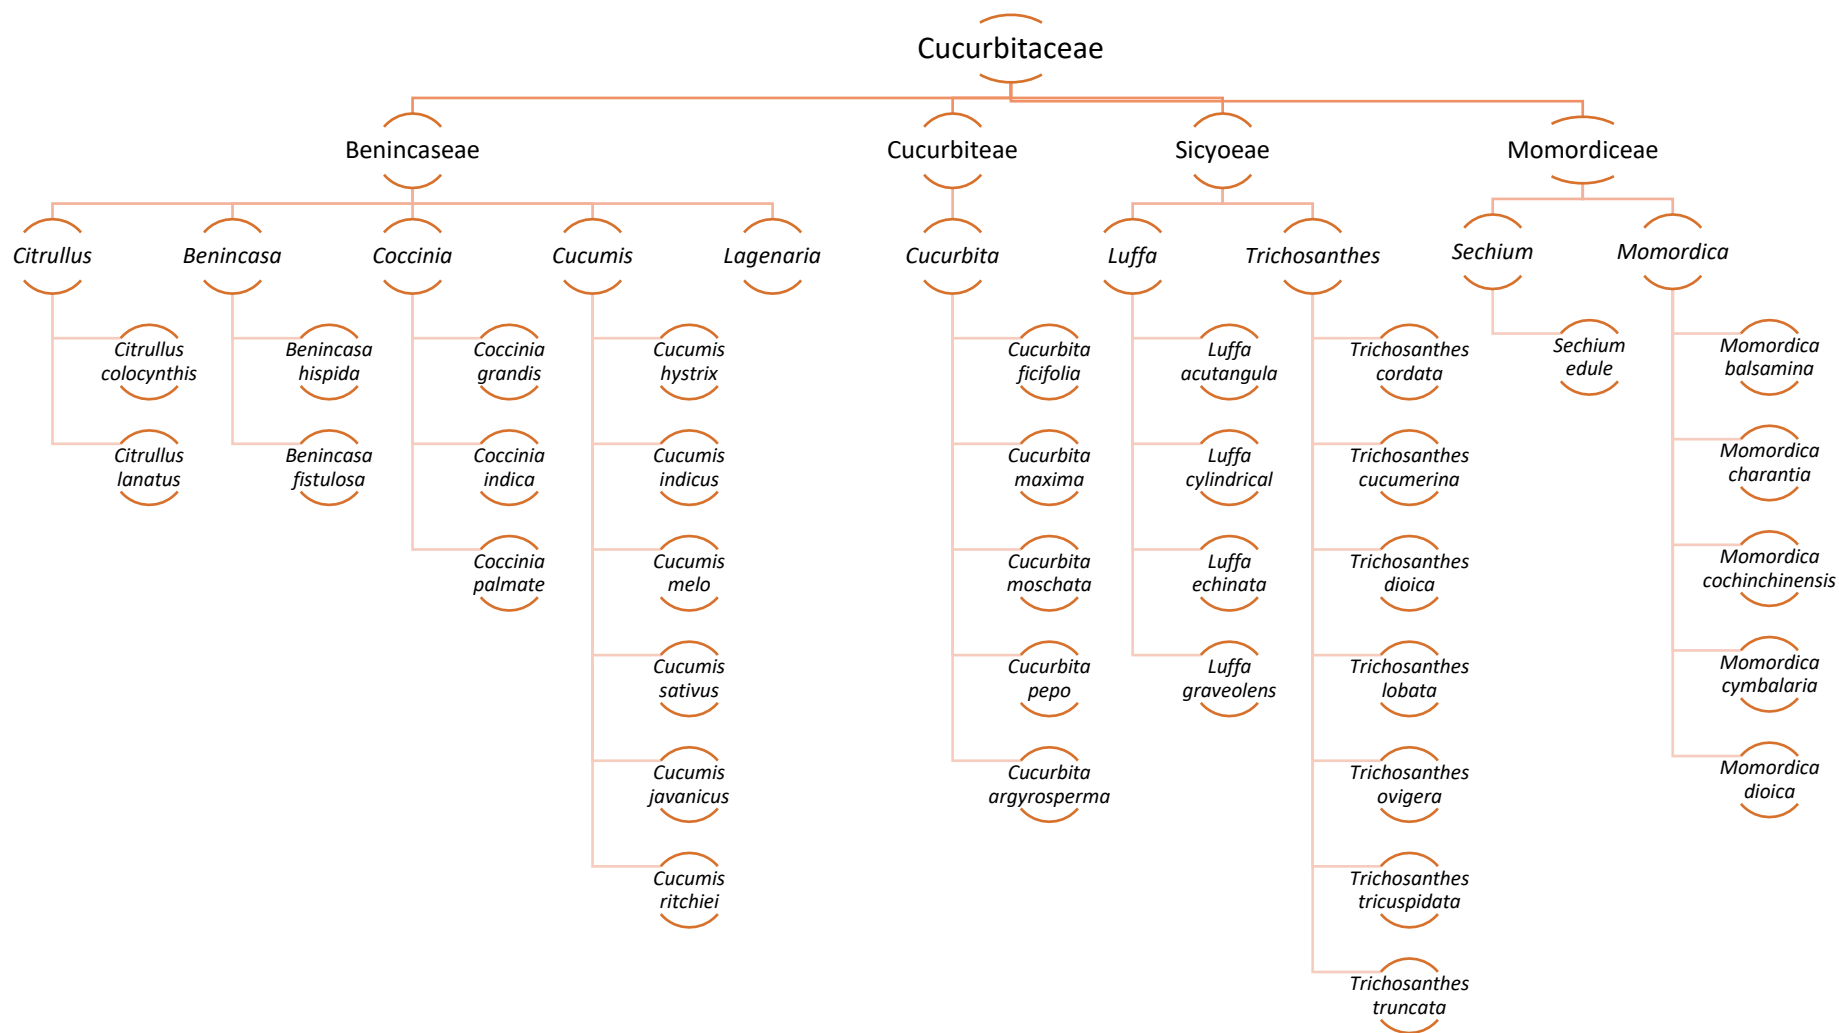 Cucurbitaceae
Benincaseae
Cucurbiteae
Sicyoeae
Momordiceae
Citrullus
Benincasa
Coccinia
Cucumis
Lagenaria
Cucurbita
Luffa
Trichosanthes
Sechium
Momordica
Citrullus
colocynthis
Citrullus
lanatus
Benincasa
hispida
Benincasa
fistulosa
Coccinia
grandis
Coccinia
indica
Coccinia
palmate
Cucumis
hystrix
Cucumis
indicus
Cucumis
melo
Cucumis
sativus
Cucumis
javanicus
Cucumis
ritchiei
Cucurbita
ficifolia
Cucurbita
maxima
Cucurbita
moschata
Cucurbita
pepo
Cucurbita
argyrosperma
Luffa
acutangula
Luffa
cylindrical
Luffa
echinata
Luffa
graveolens
Trichosanthes
cordata
Trichosanthes
cucumerina
Trichosanthes
dioica
Trichosanthes
lobata
Trichosanthes
ovigera
Trichosanthes
tricuspidata
Trichosanthes
truncata
Sechium
edule
Momordica
balsamina
Momordica
charantia
Momordica
cochinchinensis
Momordica
cymbalaria
Momordica
dioica